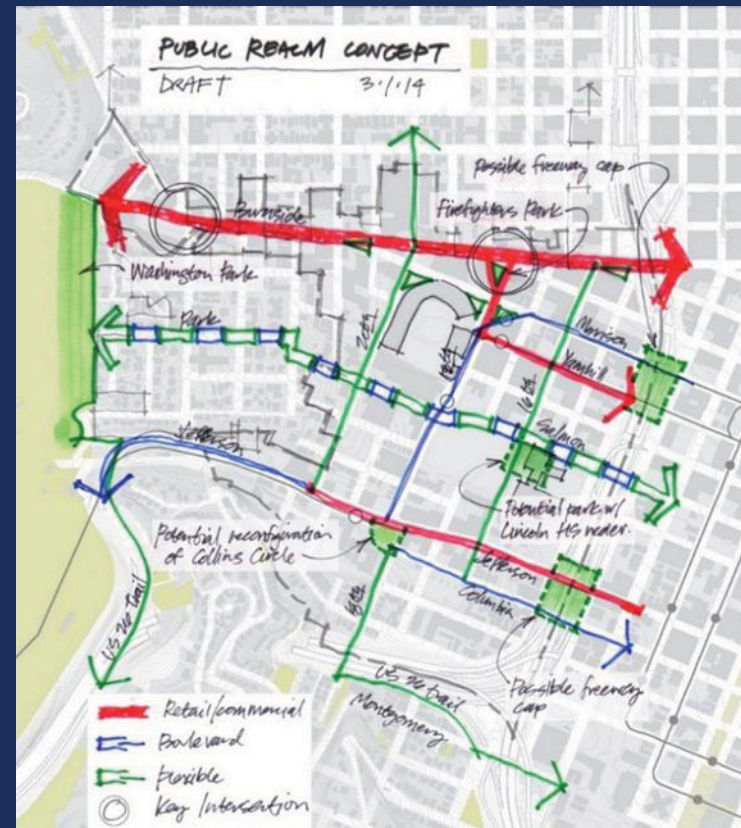 PUBLIC REALM CONCEPT
DRAFT 3·1·14
Possible freeway cap
Firefighters Park
Burnside
Washington Park
Park
20th
18th
Morrison
Yamhill
16th
Salmon
Jefferson
Potential park w/
Lincoln HS redev.
Potential reconfiguration
of Collins Circle
Jefferson
Columbia
18th
US 26 trail
US 26 trail
Montgomery
Possible freeway
cap
Retail/commercial
Boulevard
Flexible
Key Intersection